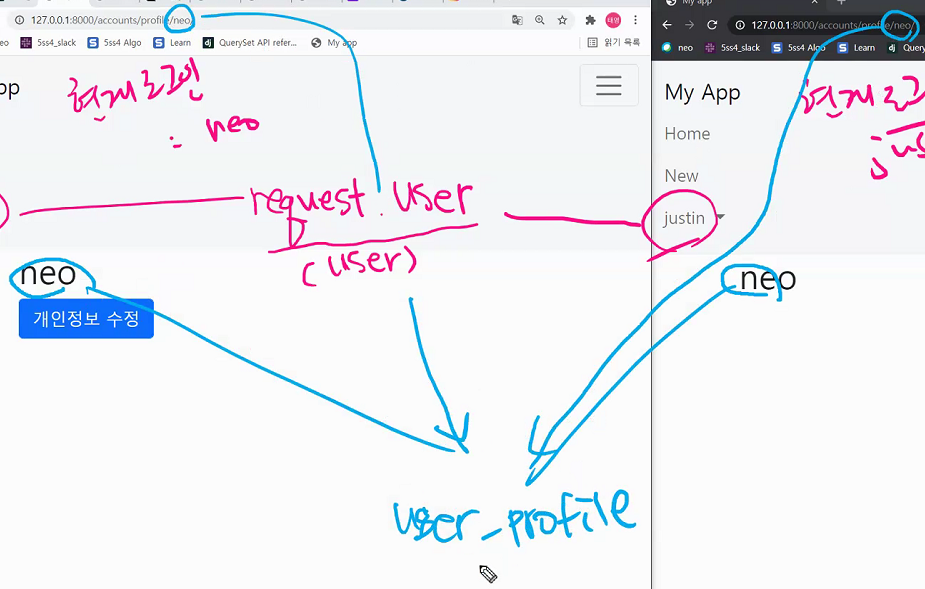 127.0.0.1:8000/accounts/profile/neo/
neo 5ss4_slack 5ss4 Algo Learn QuerySet API refer... My app 읽기 목록
현재 로그인
: neo
request.user
(user)
neo
개인정보 수정
My app
127.0.0.1:8000/accounts/profile/neo/
neo 5ss4_slack 5ss4 Algo Learn
My App
현재 로그
Home
New
justin
neo
user_profile